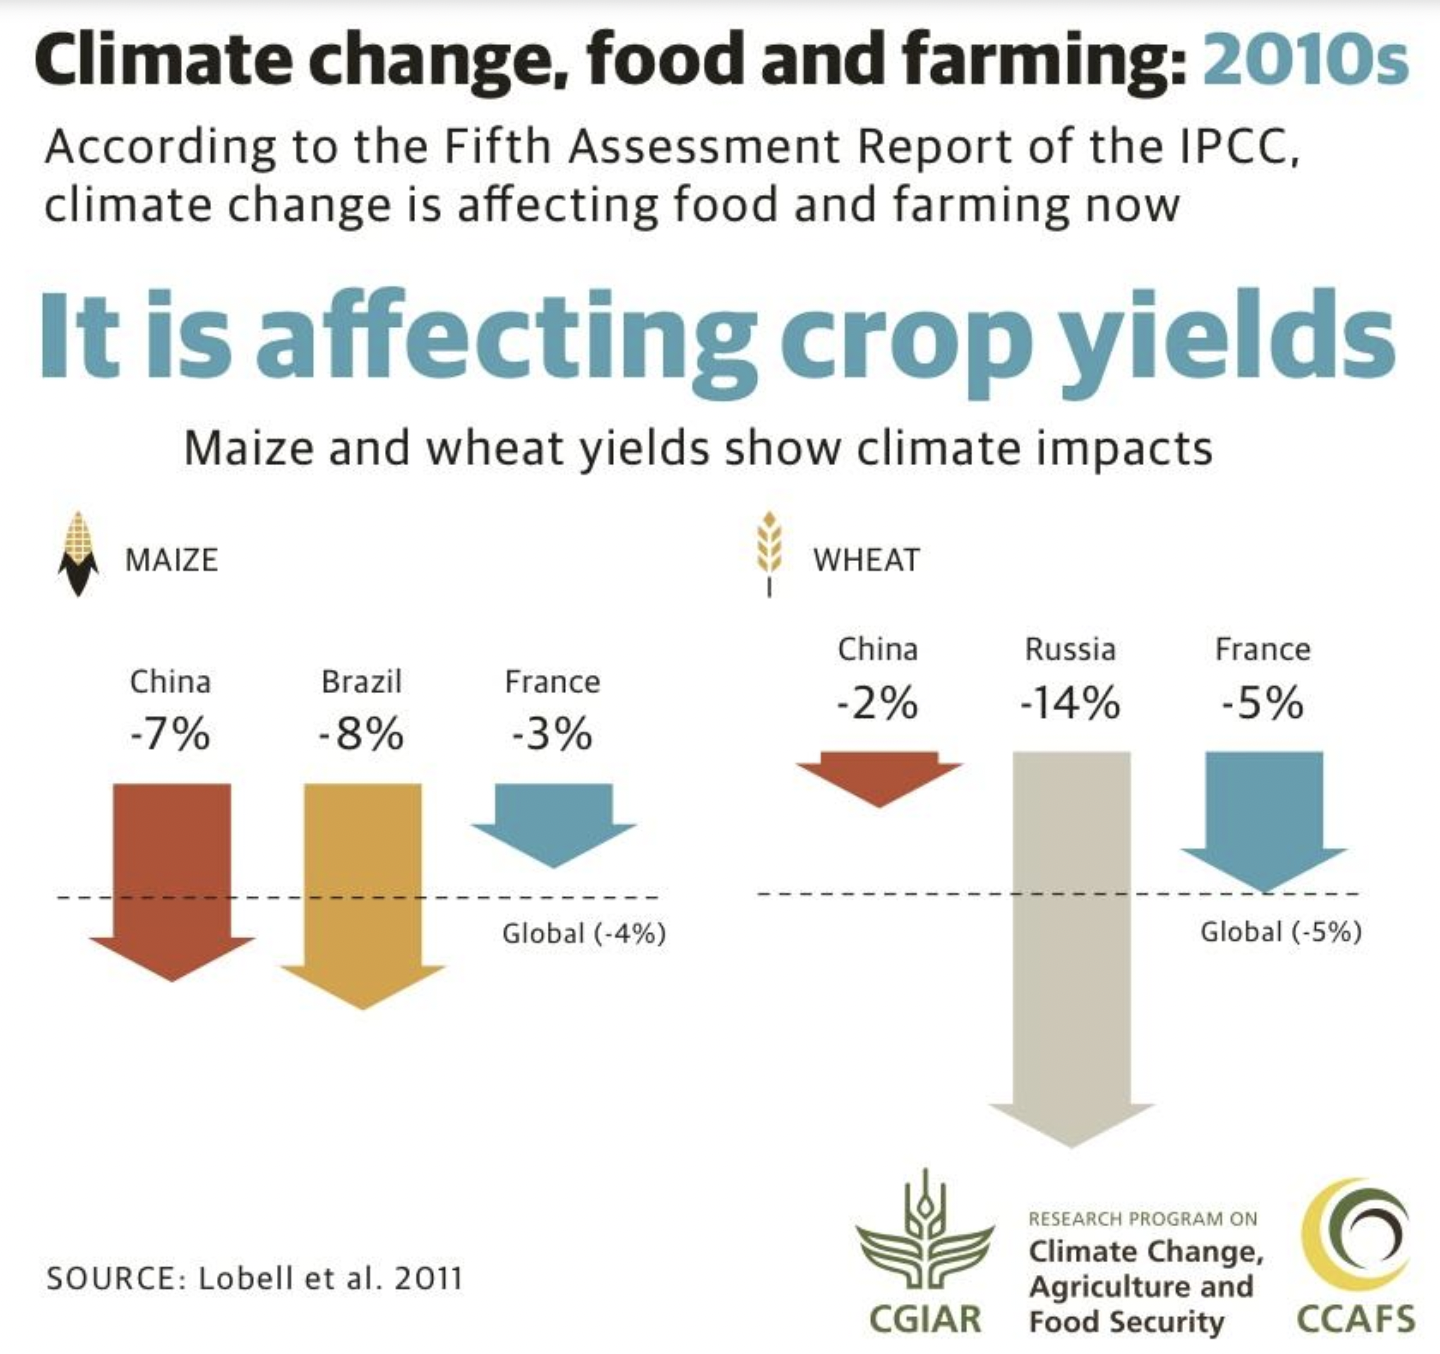 Climate change, food and farming: 2010s
According to the Fifth Assessment Report of the IPCC,
climate change is affecting food and farming now
It is affecting crop yields
Maize and wheat yields show climate impacts
MAIZE
China
-7%
Brazil
-8%
France
-3%
Global (-4%)
WHEAT
China
-2%
Russia
-14%
France
-5%
Global (-5%)
SOURCE: Lobell et al. 2011
CGIAR
RESEARCH PROGRAM ON
Climate Change,
Agriculture and
Food Security
CCAFS